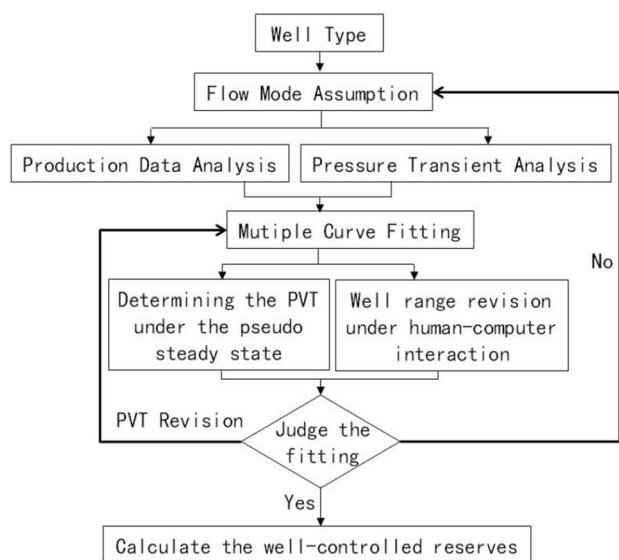 Well Type
Flow Mode Assumption
Production Data Analysis
Pressure Transient Analysis
Mutiple Curve Fitting
No
Determining the PVT
under the pseudo
steady state
Well range revision
under human-computer
interaction
PVT Revision
Judge the
fitting
Yes
Calculate the well-controlled reserves